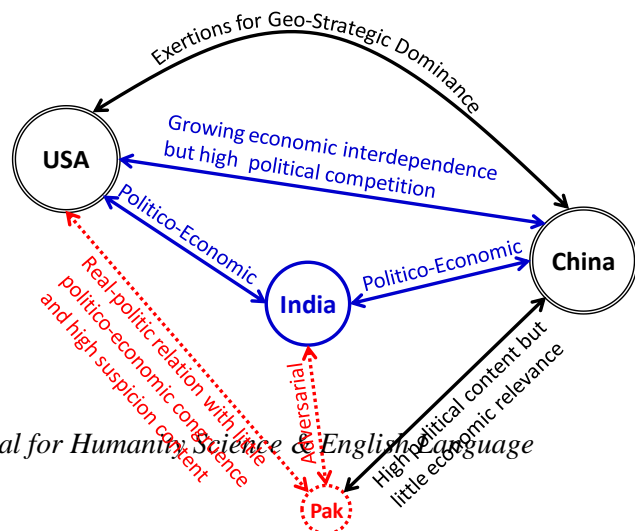 Exertions for Geo-Strategic Dominance
USA
Growing economic interdependence
but high political competition
Politico-Economic
Politico-Economic
China
India
Real-politic relation with little
politico-economic congruence
and high suspicion content
Adversarial
High political content but
little economic relevance
al for Humanity Science & English Language
Pak